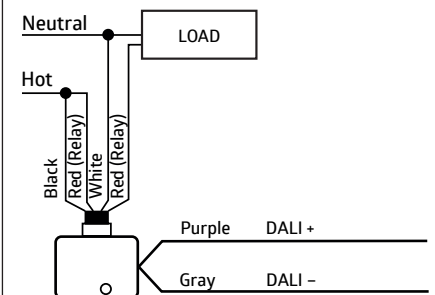 Neutral
LOAD
Hot
Black
Red (Relay)
White
Red (Relay)
Purple DALI +
Gray DALI –